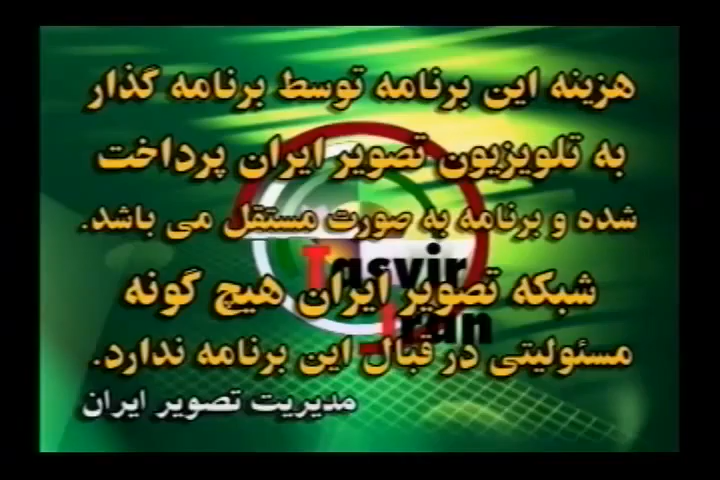 هزینه این برنامه توسط برنامه گذار
به تلویزیون تصویر ایران پرداخت
شده و برنامه به صورت مستقل می باشد.
شبکه تصویر ایران هیچ گونه
مسئولیتی در قبال این برنامه ندارد.
مدیریت تصویر ایران
Tasvir
Iran